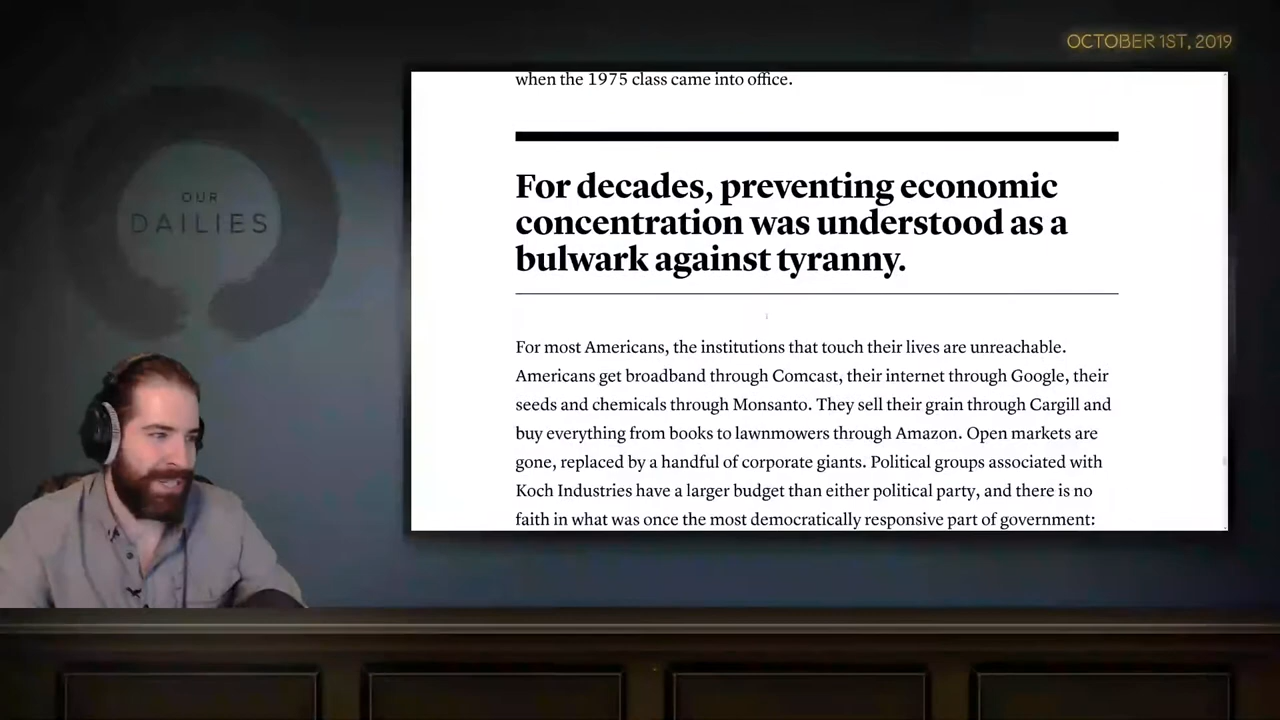 OCTOBER 1ST, 2019
OUR
DAILIES
when the 1975 class came into office.
For decades, preventing economic
concentration was understood as a
bulwark against tyranny.
For most Americans, the institutions that touch their lives are unreachable.
Americans get broadband through Comcast, their internet through Google, their
seeds and chemicals through Monsanto. They sell their grain through Cargill and
buy everything from books to lawnmowers through Amazon. Open markets are
gone, replaced by a handful of corporate giants. Political groups associated with
Koch Industries have a larger budget than either political party, and there is no
faith in what was once the most democratically responsive part of government: